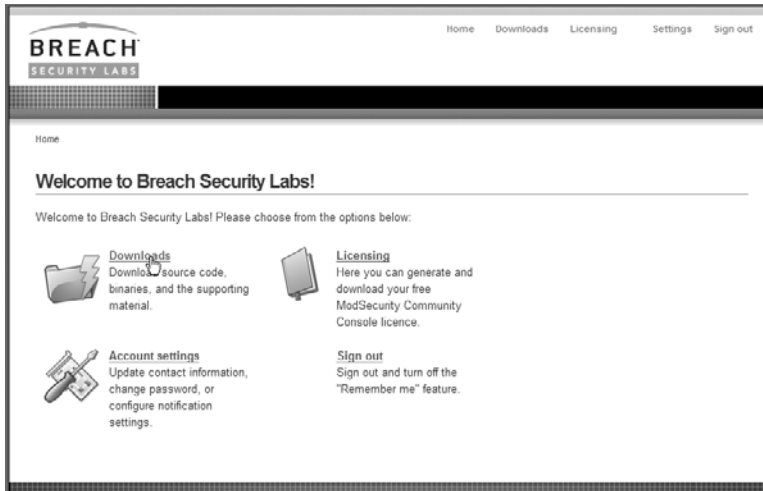 BREACH
SECURITY LABS
Home Downloads Licensing Settings Sign out
Home
Welcome to Breach Security Labs!
Welcome to Breach Security Labs! Please choose from the options below:
Downloads
Download source code,
binaries, and the supporting
material.
Licensing
Here you can generate and
download your free
ModSecurity Community
Console licence.
Account settings
Update contact information,
change password, or
configure notification
settings.
Sign out
Sign out and turn off the
"Remember me" feature.